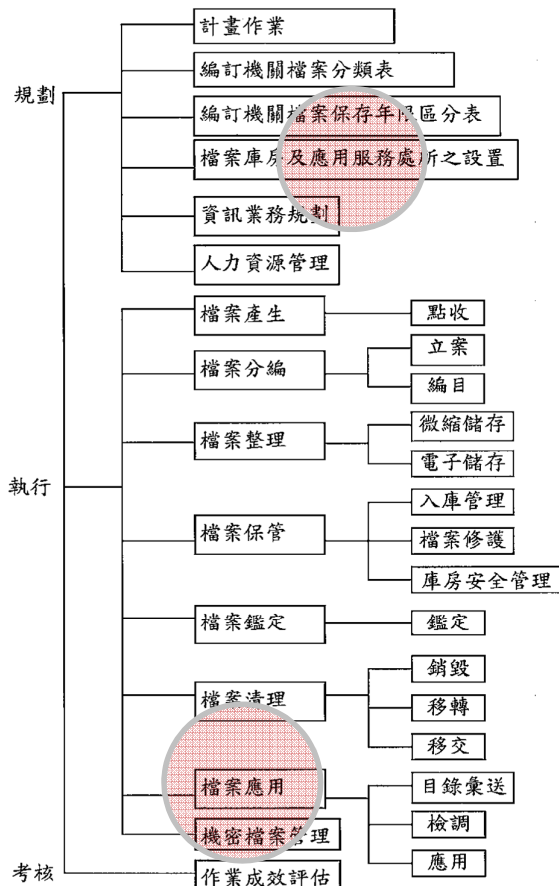 計畫作業
編訂機關檔案分類表
規劃
編訂機關檔案保存年限區分表
檔案庫房及應用服務處所之設置
資訊業務規劃
人力資源管理
檔案產生
點收
檔案分編
立案
編目
檔案整理
微縮儲存
電子儲存
執行
檔案保管
入庫管理
檔案修護
庫房安全管理
檔案鑑定
鑑定
檔案清理
銷毀
移轉
移交
檔案應用
目錄彙送
檢調
應用
機密檔案管理
考核
作業成效評估